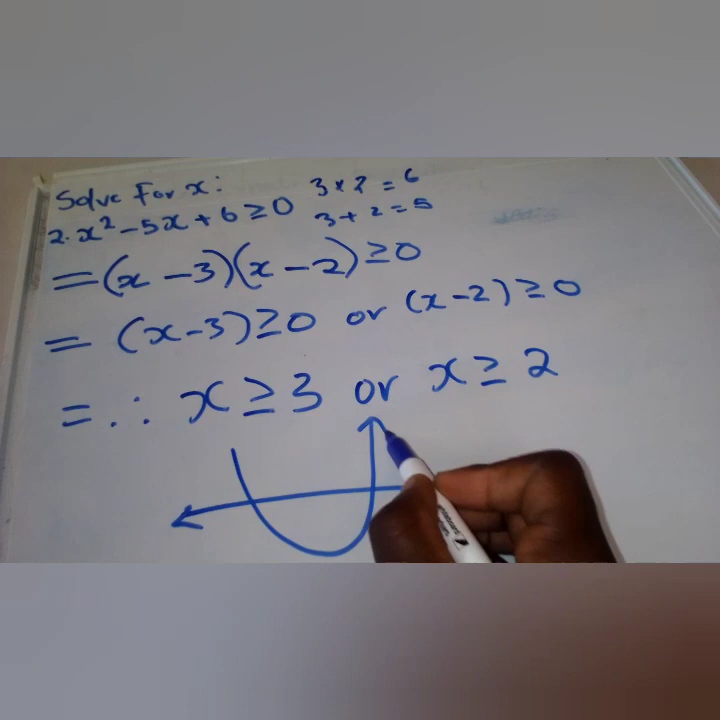 Solve For x: 3 × 2 = 6
2. x² - 5x + 6 ≥ 0 3 + 2 = 5
= (x - 3)(x - 2) ≥ 0
= (x - 3) ≥ 0 or (x - 2) ≥ 0
= ∴ x ≥ 3 or x ≥ 2